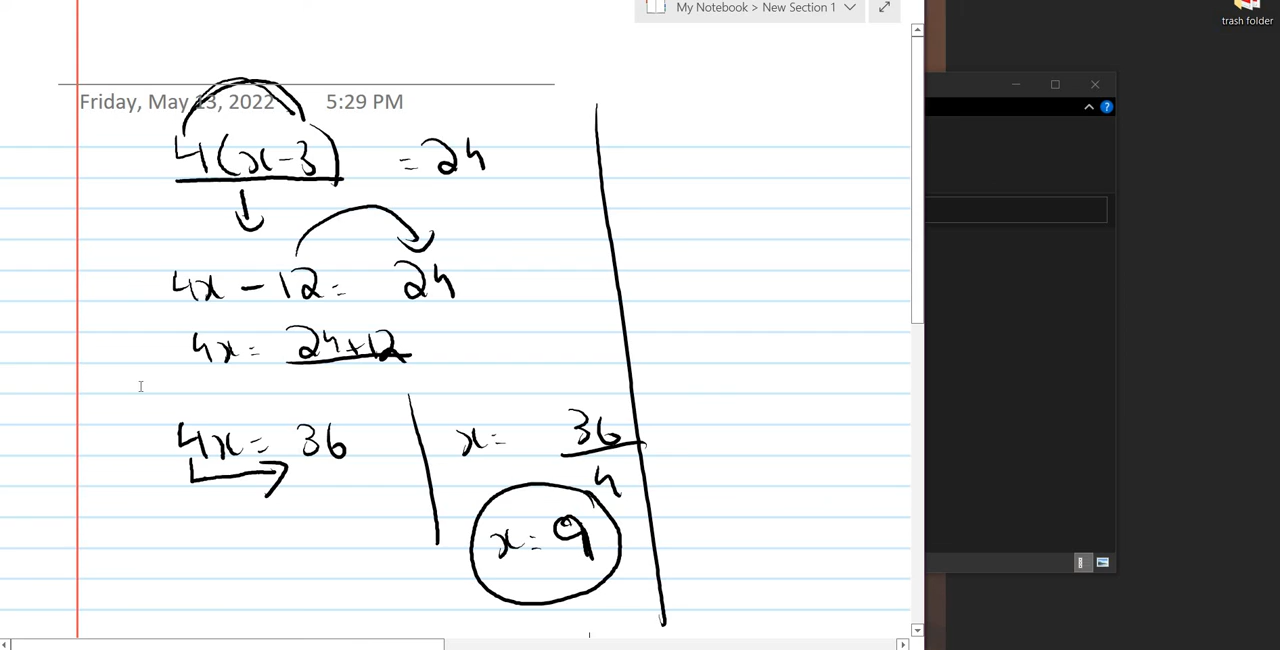 My Notebook > New Section 1
trash folder
Friday, May 13, 2022 5:29 PM
4(x-3) = 24
4x - 12 = 24
4x = 24+12
4x = 36
x = 36
4
x = 9